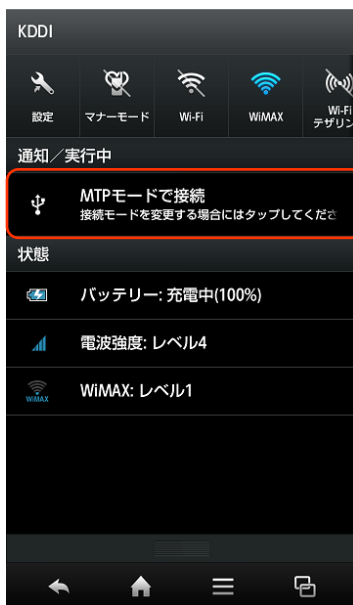 KDDI
設定
マナーモード
Wi-Fi
WiMAX
Wi-Fi
テザリン
通知／実行中
MTPモードで接続
接続モードを変更する場合にはタップしてくださ
状態
バッテリー: 充電中(100%)
電波強度: レベル4
WiMAX
WiMAX: レベル1